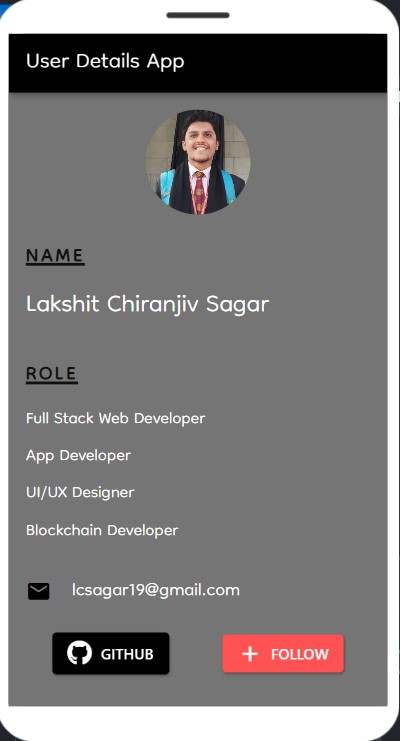 User Details App
NAME
Lakshit Chiranjiv Sagar
ROLE
Full Stack Web Developer
App Developer
UI/UX Designer
Blockchain Developer
lcsagar19@gmail.com
GITHUB
FOLLOW